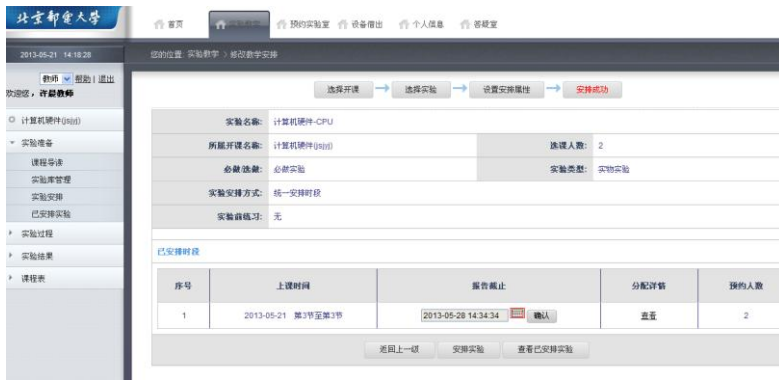 北京邮电大学
首页 实验教学 预约实验室 设备借出 个人信息 答疑室
2013-05-21 14:18:28
您的位置: 实验教学 > 修改教学安排
教师 帮助 | 退出
欢迎您，许晨教师
选择开课 选择实验 设置安排属性 安排成功
计算机硬件(jsjyj)
实验准备
课程导读
实验库管理
实验安排
已安排实验
实验过程
实验结果
课程表
实验名称: 计算机硬件-CPU
所属开课名称: 计算机硬件(jsjyj) 选课人数: 2
必做/选做: 必做实验 实验类型: 实物实验
实验安排方式: 统一安排时段
实验前练习: 无
已安排时段
序号 上课时间 报告截止 分配详情 预约人数
1 2013-05-21 第3节至第3节 2013-05-28 14:34:34 确认 查看 2
返回上一级 安排实验 查看已安排实验